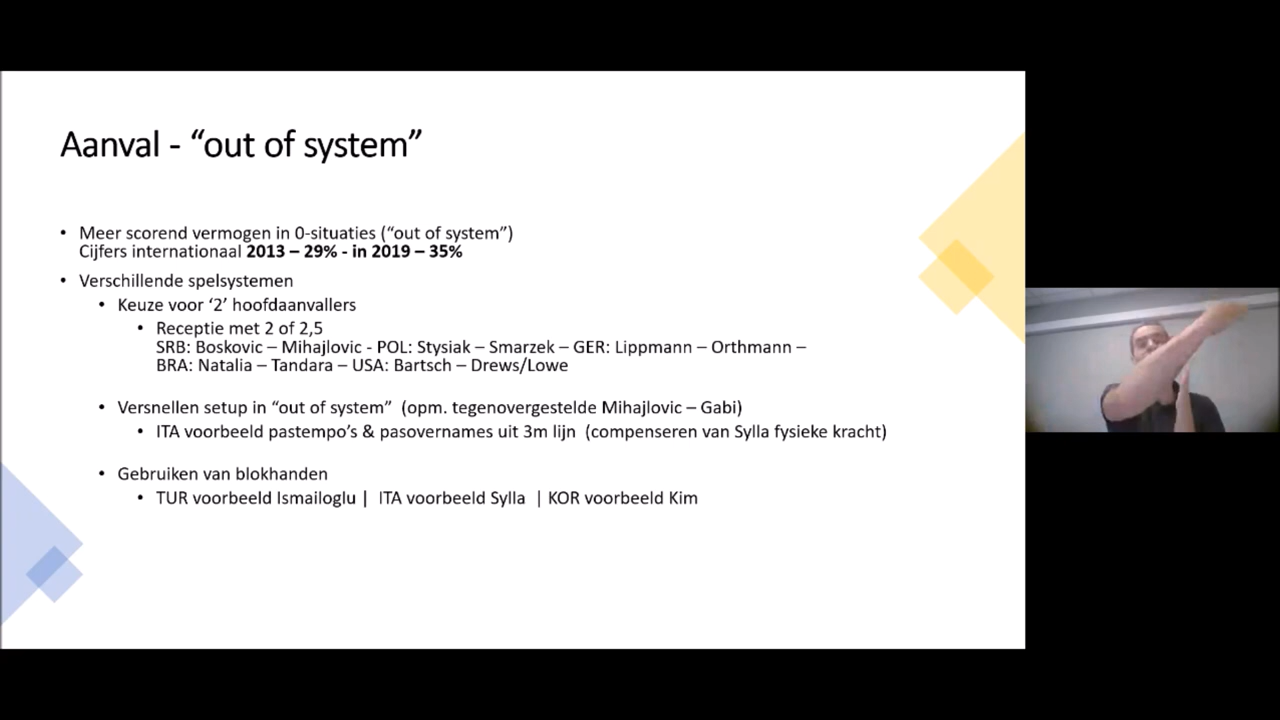 Aanval - “out of system”
• Meer scorend vermogen in 0-situaties (“out of system”)
Cijfers internationaal 2013 – 29% - in 2019 – 35%
• Verschillende spelsystemen
• Keuze voor ‘2’ hoofdaanvallers
• Receptie met 2 of 2,5
SRB: Boskovic – Mihajlovic - POL: Stysiak – Smarzek – GER: Lippmann – Orthmann –
BRA: Natalia – Tandara – USA: Bartsch – Drews/Lowe
• Versnellen setup in “out of system” (opm. tegenovergestelde Mihajlovic – Gabi)
• ITA voorbeeld pastempo’s & pasovernames uit 3m lijn (compenseren van Sylla fysieke kracht)
• Gebruiken van blokhanden
• TUR voorbeeld Ismailoglu | ITA voorbeeld Sylla | KOR voorbeeld Kim